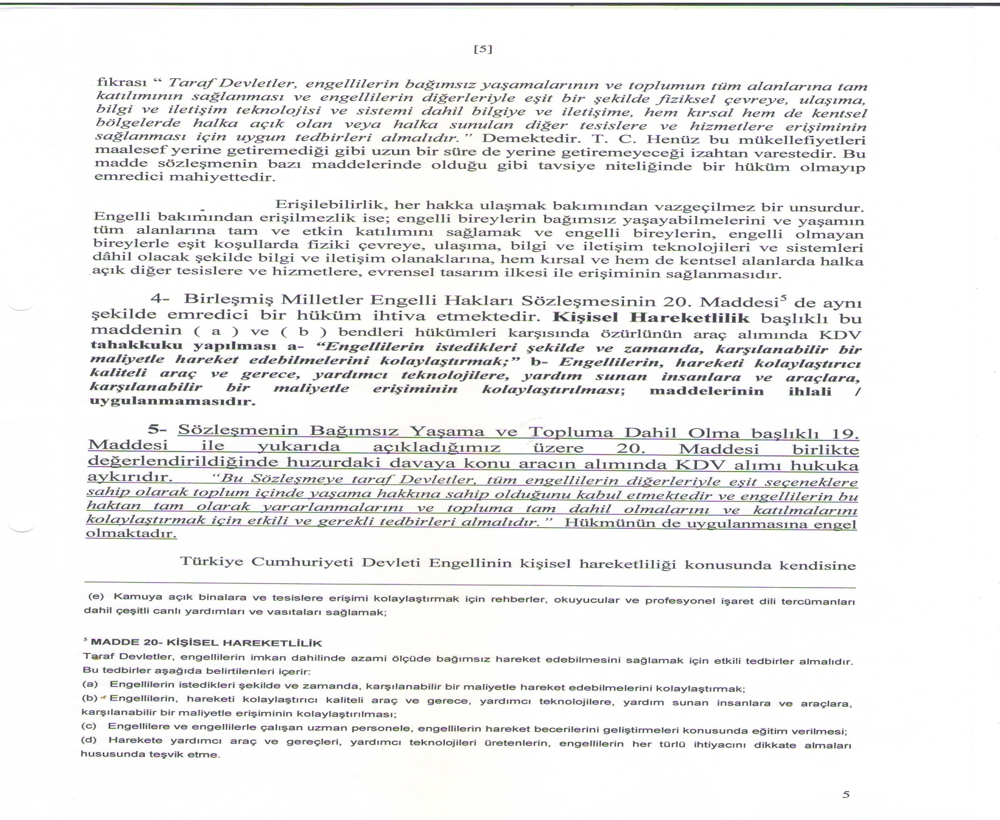 [5]
fıkrası “ Taraf Devletler, engellilerin bağımsız yaşamalarının ve toplumun tüm alanlarına tam
katılımının sağlanması ve engellilerin diğerleriyle eşit bir şekilde fiziksel çevreye, ulaşıma,
bilgi ve iletişim teknolojisi ve sistemi dahil bilgiye ve iletişime, hem kırsal hem de kentsel
bölgelerde halka açık olan veya halka sunulan diğer tesislere ve hizmetlere erişiminin
sağlanması için uygun tedbirleri almalıdır.” Demektedir. T. C. Henüz bu mükellefiyetleri
maalesef yerine getiremediği gibi uzun bir süre de yerine getiremeyeceği izahtan varestedir. Bu
madde sözleşmenin bazı maddelerinde olduğu gibi tavsiye niteliğinde bir hüküm olmayıp
emredici mahiyettedir.
Erişilebilirlik, her hakka ulaşmak bakımından vazgeçilmez bir unsurdur.
Engelli bakımından erişilmezlik ise; engelli bireylerin bağımsız yaşayabilmelerini ve yaşamın
tüm alanlarına tam ve etkin katılımını sağlamak ve engelli bireylerin, engelli olmayan
bireylerle eşit koşullarda fiziki çevreye, ulaşıma, bilgi ve iletişim teknolojileri ve sistemleri
dâhil olacak şekilde bilgi ve iletişim olanaklarına, hem kırsal ve hem de kentsel alanlarda halka
açık diğer tesislere ve hizmetlere, evrensel tasarım ilkesi ile erişiminin sağlanmasıdır.
4- Birleşmiş Milletler Engelli Hakları Sözleşmesinin 20. Maddesi⁵ de aynı
şekilde emredici bir hüküm ihtiva etmektedir. Kişisel Hareketlilik başlıklı bu
maddenin ( a ) ve ( b ) bendleri hükümleri karşısında özürlünün araç alımında KDV
tahakkuku yapılması a- “Engellilerin istedikleri şekilde ve zamanda, karşılanabilir bir
maliyetle hareket edebilmelerini kolaylaştırmak;” b- Engellilerin, hareketi kolaylaştırıcı
kaliteli araç ve gerece, yardımcı teknolojilere, yardım sunan insanlara ve araçlara,
karşılanabilir bir maliyetle erişiminin kolaylaştırılması; maddelerinin ihlali /
uygulanmamasıdır.
5- Sözleşmenin Bağımsız Yaşama ve Topluma Dahil Olma başlıklı 19.
Maddesi ile yukarıda açıkladığımız üzere 20. Maddesi birlikte
değerlendirildiğinde huzurdaki davaya konu aracın alımında KDV alımı hukuka
aykırıdır. “Bu Sözleşmeye taraf Devletler, tüm engellilerin diğerleriyle eşit seçeneklere
sahip olarak toplum içinde yaşama hakkına sahip olduğunu kabul etmektedir ve engellilerin bu
haktan tam olarak yararlanmalarını ve topluma tam dahil olmalarını ve katılmalarını
kolaylaştırmak için etkili ve gerekli tedbirleri almalıdır.” Hükmünün de uygulanmasına engel
olmaktadır.
Türkiye Cumhuriyeti Devleti Engellinin kişisel hareketliliği konusunda kendisine
(e) Kamuya açık binalara ve tesislere erişimi kolaylaştırmak için rehberler, okuyucular ve profesyonel işaret dili tercümanları
dahil çeşitli canlı yardımları ve vasıtaları sağlamak;
⁵ MADDE 20- KİŞİSEL HAREKETLİLİK
Taraf Devletler, engellilerin imkan dahilinde azami ölçüde bağımsız hareket edebilmesini sağlamak için etkili tedbirler almalıdır.
Bu tedbirler aşağıda belirtilenleri içerir:
(a) Engellilerin istedikleri şekilde ve zamanda, karşılanabilir bir maliyetle hareket edebilmelerini kolaylaştırmak;
(b) Engellilerin, hareketi kolaylaştırıcı kaliteli araç ve gerece, yardımcı teknolojilere, yardım sunan insanlara ve araçlara,
karşılanabilir bir maliyetle erişiminin kolaylaştırılması;
(c) Engellilere ve engellilerle çalışan uzman personele, engellilerin hareket becerilerini geliştirmeleri konusunda eğitim verilmesi;
(d) Harekete yardımcı araç ve gereçleri, yardımcı teknolojileri üretenlerin, engellilerin her türlü ihtiyacını dikkate almaları
hususunda teşvik etme.
5